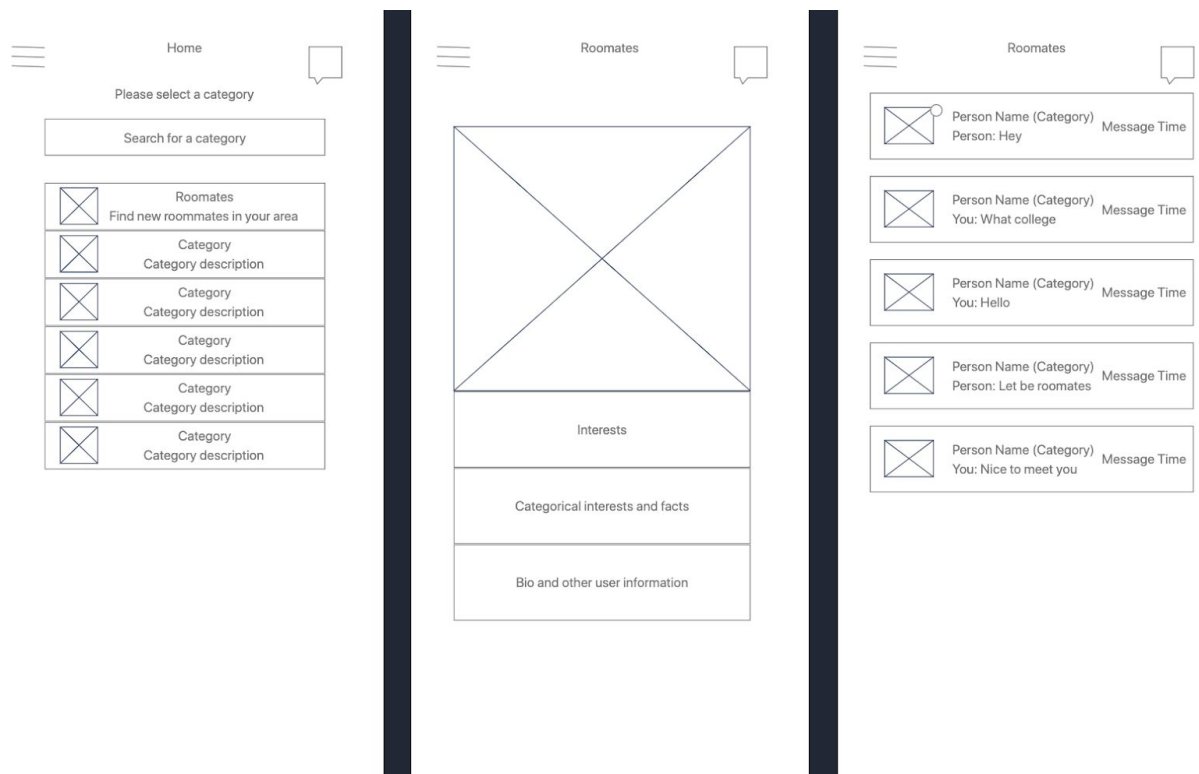 Home
Please select a category
Search for a category
Roomates
Find new roommates in your area
Category
Category description
Category
Category description
Category
Category description
Category
Category description
Category
Category description
Roomates
Interests
Categorical interests and facts
Bio and other user information
Roomates
Person Name (Category)
Person: Hey
Message Time
Person Name (Category)
You: What college
Message Time
Person Name (Category)
You: Hello
Message Time
Person Name (Category)
Person: Let be roomates
Message Time
Person Name (Category)
You: Nice to meet you
Message Time